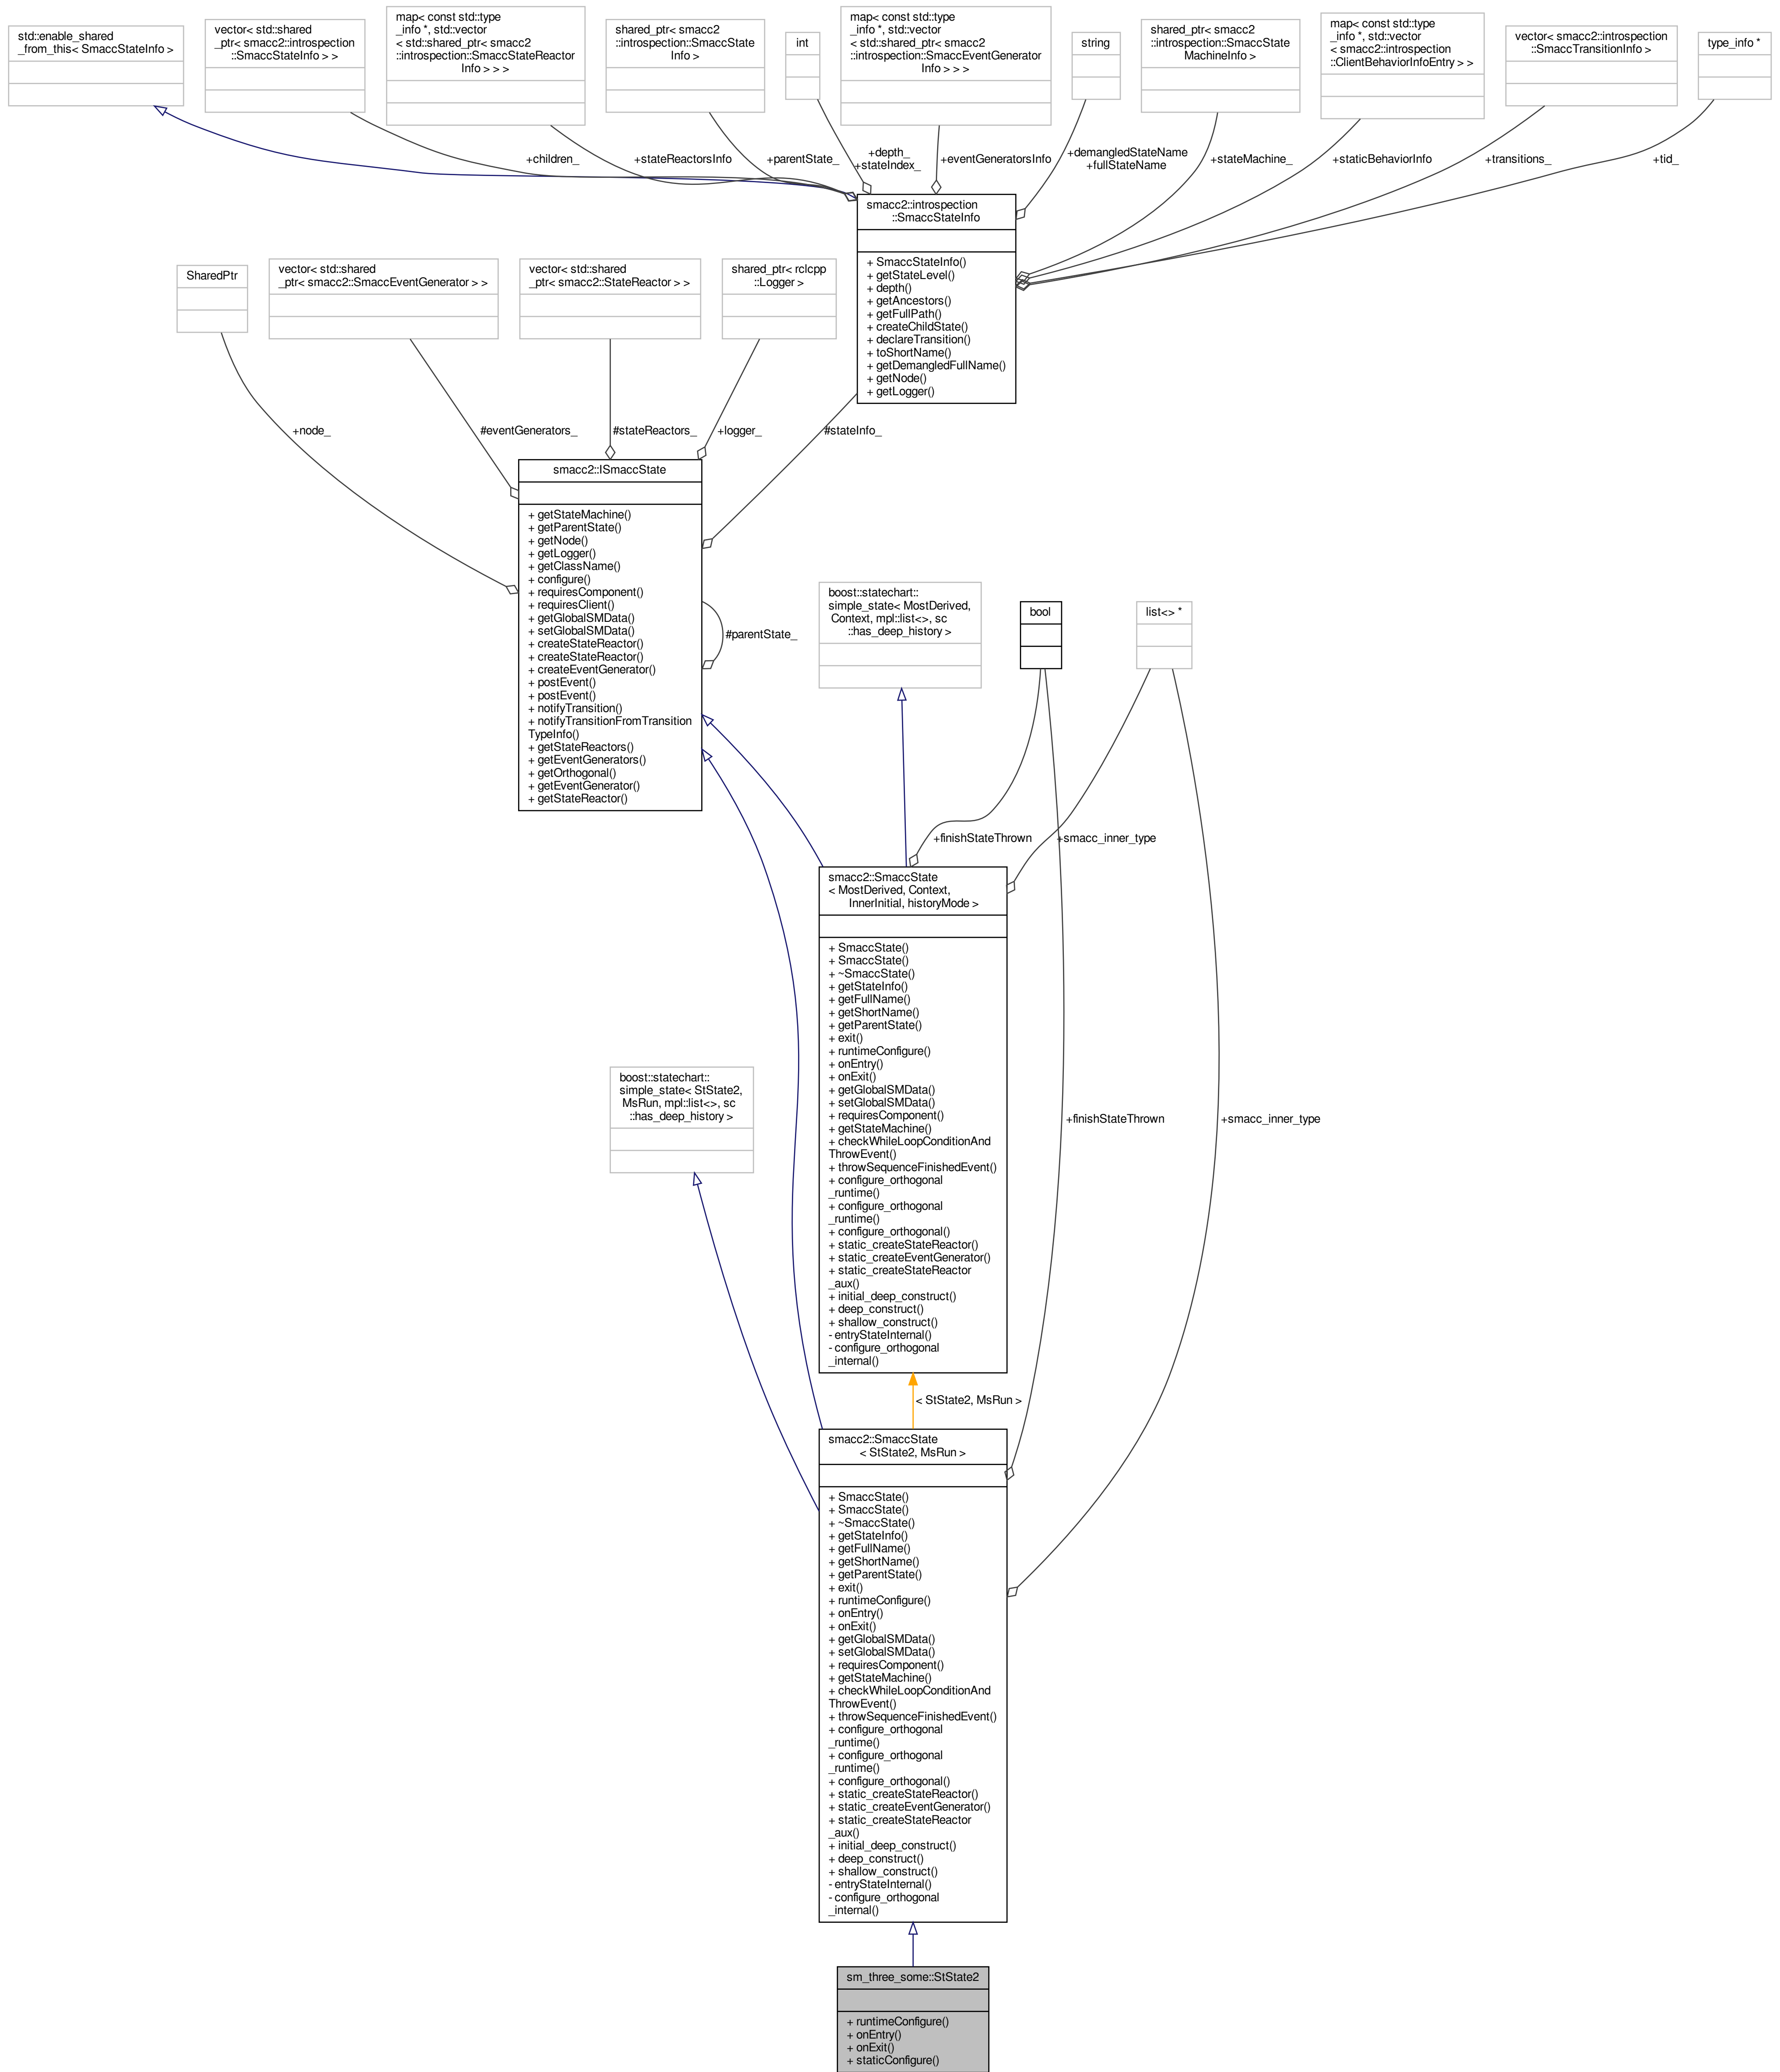 std::enable_shared
_from_this< SmaccStateInfo >
vector< std::shared
_ptr< smacc2::introspection
::SmaccStateInfo > >
map< const std::type
_info *, std::vector
< std::shared_ptr< smacc2
::introspection::SmaccStateReactor
Info > > >
shared_ptr< smacc2
::introspection::SmaccState
Info >
int
map< const std::type
_info *, std::vector
< std::shared_ptr< smacc2
::introspection::SmaccEventGenerator
Info > > >
string
shared_ptr< smacc2
::introspection::SmaccState
MachineInfo >
map< const std::type
_info *, std::vector
< smacc2::introspection
::ClientBehaviorInfoEntry > >
vector< smacc2::introspection
::SmaccTransitionInfo >
type_info *
+children_
+stateReactorsInfo
+parentState_
+depth_
+stateIndex_
+eventGeneratorsInfo
+demangledStateName
+fullStateName
+stateMachine_
+staticBehaviorInfo
+transitions_
+tid_
smacc2::introspection
::SmaccStateInfo
+ SmaccStateInfo()
+ getStateLevel()
+ depth()
+ getAncestors()
+ getFullPath()
+ createChildState()
+ declareTransition()
+ toShortName()
+ getDemangledFullName()
+ getNode()
+ getLogger()
SharedPtr
vector< std::shared
_ptr< smacc2::SmaccEventGenerator > >
vector< std::shared
_ptr< smacc2::StateReactor > >
shared_ptr< rclcpp
::Logger >
+node_
#eventGenerators_
#stateReactors_
+logger_
#stateInfo_
smacc2::ISmaccState
+ getStateMachine()
+ getParentState()
+ getNode()
+ getLogger()
+ getClassName()
+ configure()
+ requiresComponent()
+ requiresClient()
+ getGlobalSMData()
+ setGlobalSMData()
+ createStateReactor()
+ createStateReactor()
+ createEventGenerator()
+ postEvent()
+ postEvent()
+ notifyTransition()
+ notifyTransitionFromTransition
TypeInfo()
+ getStateReactors()
+ getEventGenerators()
+ getOrthogonal()
+ getEventGenerator()
+ getStateReactor()
#parentState_
boost::statechart::
simple_state< MostDerived,
Context, mpl::list<>, sc
::has_deep_history >
bool
list<> *
+finishStateThrown
+smacc_inner_type
smacc2::SmaccState
< MostDerived, Context,
InnerInitial, historyMode >
+ SmaccState()
+ SmaccState()
+ ~SmaccState()
+ getStateInfo()
+ getFullName()
+ getShortName()
+ getParentState()
+ exit()
+ runtimeConfigure()
+ onEntry()
+ onExit()
+ getGlobalSMData()
+ setGlobalSMData()
+ requiresComponent()
+ getStateMachine()
+ checkWhileLoopConditionAnd
ThrowEvent()
+ throwSequenceFinishedEvent()
+ configure_orthogonal
_runtime()
+ configure_orthogonal
_runtime()
+ configure_orthogonal()
+ static_createStateReactor()
+ static_createEventGenerator()
+ static_createStateReactor
_aux()
+ initial_deep_construct()
+ deep_construct()
+ shallow_construct()
- entryStateInternal()
- configure_orthogonal
_internal()
boost::statechart::
simple_state< StState2,
MsRun, mpl::list<>, sc
::has_deep_history >
+finishStateThrown
+smacc_inner_type
< StState2, MsRun >
smacc2::SmaccState
< StState2, MsRun >
+ SmaccState()
+ SmaccState()
+ ~SmaccState()
+ getStateInfo()
+ getFullName()
+ getShortName()
+ getParentState()
+ exit()
+ runtimeConfigure()
+ onEntry()
+ onExit()
+ getGlobalSMData()
+ setGlobalSMData()
+ requiresComponent()
+ getStateMachine()
+ checkWhileLoopConditionAnd
ThrowEvent()
+ throwSequenceFinishedEvent()
+ configure_orthogonal
_runtime()
+ configure_orthogonal
_runtime()
+ configure_orthogonal()
+ static_createStateReactor()
+ static_createEventGenerator()
+ static_createStateReactor
_aux()
+ initial_deep_construct()
+ deep_construct()
+ shallow_construct()
- entryStateInternal()
- configure_orthogonal
_internal()
sm_three_some::StState2
+ runtimeConfigure()
+ onEntry()
+ onExit()
+ staticConfigure()